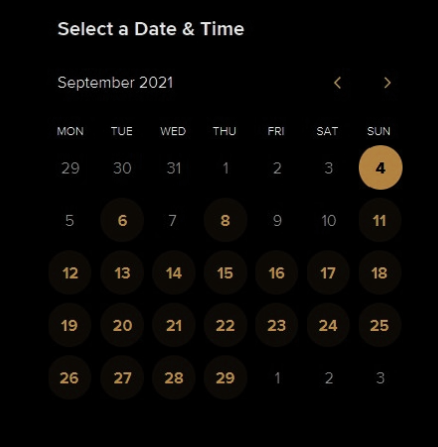 Select a Date & Time
September 2021
MON TUE WED THU FRI SAT SUN
29 30 31 1 2 3 4
5 6 7 8 9 10 11
12 13 14 15 16 17 18
19 20 21 22 23 24 25
26 27 28 29 1 2 3